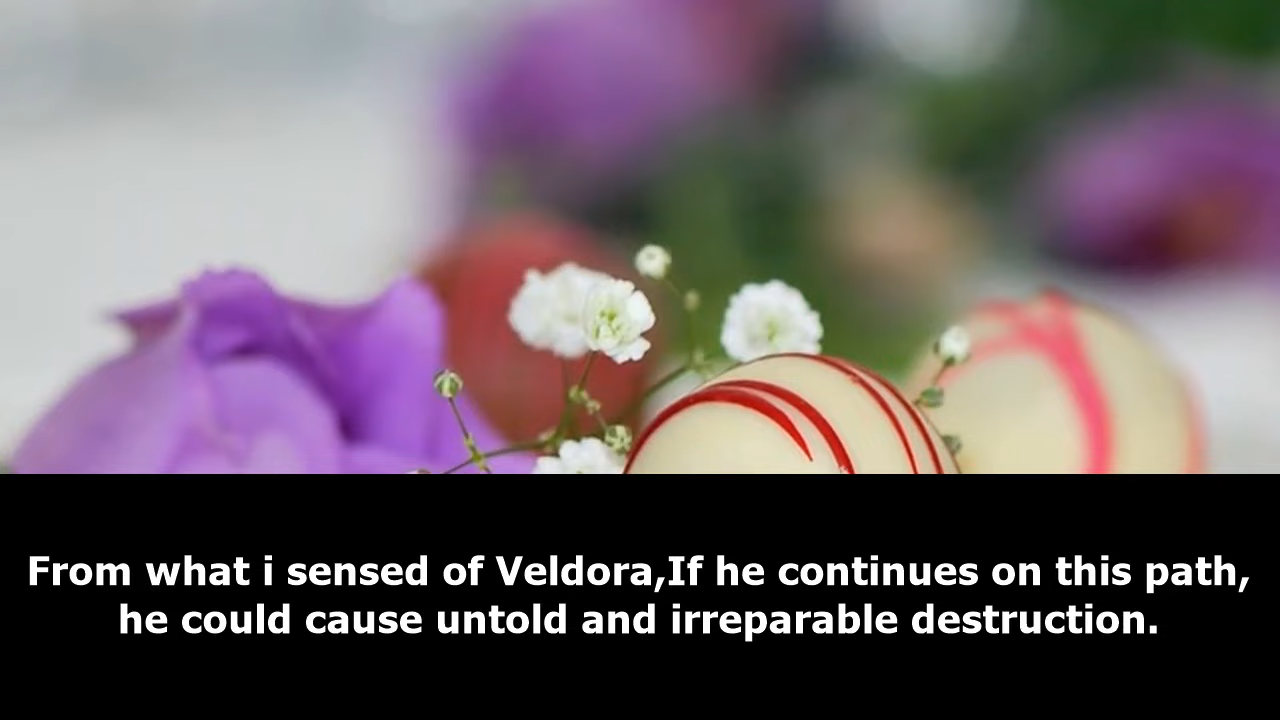 From what i sensed of Veldora,If he continues on this path,
he could cause untold and irreparable destruction.